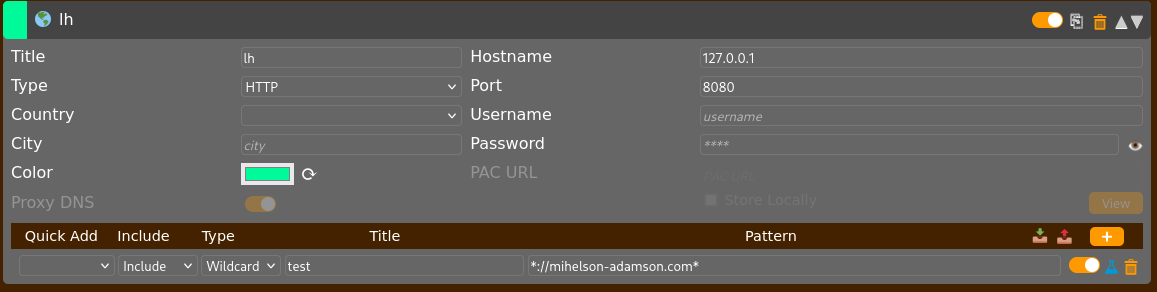 lh
Title lh Hostname 127.0.0.1
Type HTTP Port 8080
Country Username username
City city Password ****
Color PAC URL PAC URL
Store Locally
Proxy DNS View
Quick Add Include Type Title Pattern +
Include Wildcard test *://mihelson-adamson.com*